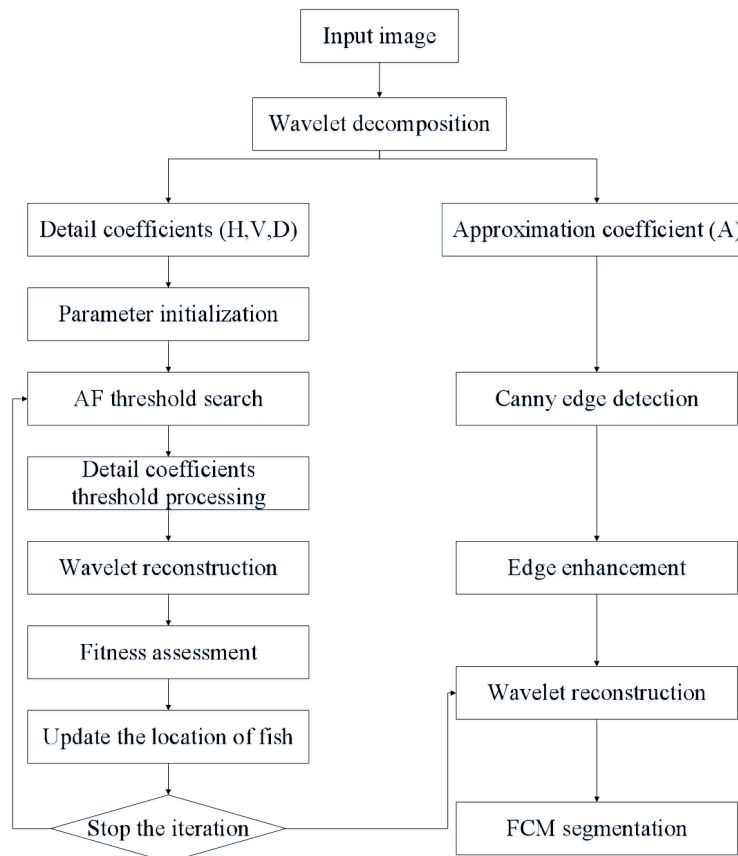 Input image
Wavelet decomposition
Detail coefficients (H,V,D)
Approximation coefficient (A)
Parameter initialization
AF threshold search
Canny edge detection
Detail coefficients
threshold processing
Wavelet reconstruction
Edge enhancement
Fitness assessment
Wavelet reconstruction
Update the location of fish
Stop the iteration
FCM segmentation